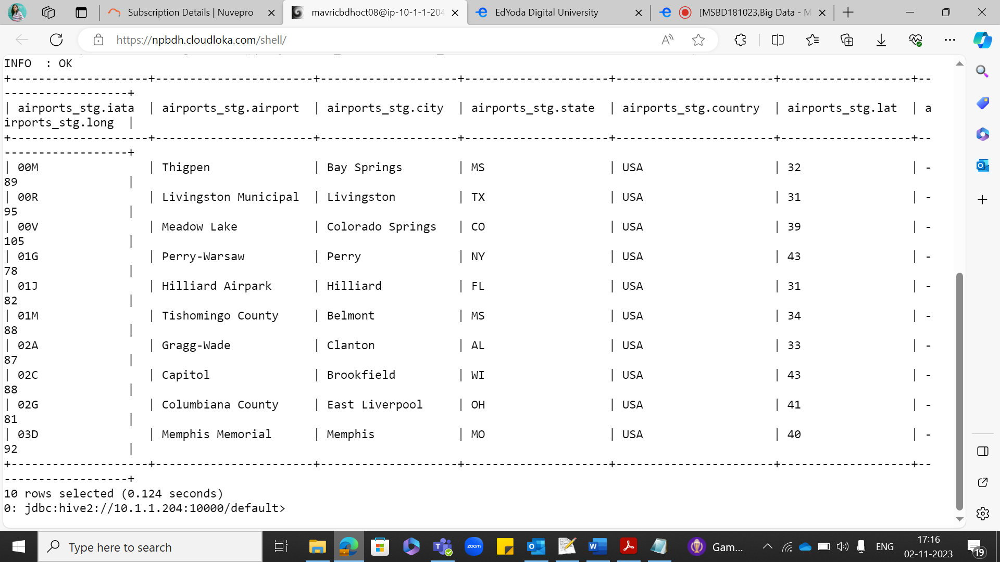 Subscription Details | Nuvepro
mavricbdhoct08@ip-10-1-1-204
EdYoda Digital University
[MSBD181023,Big Data - M
https://npbdh.cloudloka.com/shell/
INFO  : OK
+--------------------+-----------------------+--------------------+---------------------+-----------------------+-------------------+--
------------------+
| airports_stg.iata  | airports_stg.airport  | airports_stg.city  | airports_stg.state  | airports_stg.country  | airports_stg.lat  | a
irports_stg.long  |
+--------------------+-----------------------+--------------------+---------------------+-----------------------+-------------------+--
------------------+
| 00M                | Thigpen               | Bay Springs        | MS                  | USA                   | 32                | -
89                |
| 00R                | Livingston Municipal  | Livingston         | TX                  | USA                   | 31                | -
95                |
| 00V                | Meadow Lake           | Colorado Springs   | CO                  | USA                   | 39                | -
105               |
| 01G                | Perry-Warsaw          | Perry              | NY                  | USA                   | 43                | -
78                |
| 01J                | Hilliard Airpark      | Hilliard           | FL                  | USA                   | 31                | -
82                |
| 01M                | Tishomingo County     | Belmont            | MS                  | USA                   | 34                | -
88                |
| 02A                | Gragg-Wade            | Clanton            | AL                  | USA                   | 33                | -
87                |
| 02C                | Capitol               | Brookfield         | WI                  | USA                   | 43                | -
88                |
| 02G                | Columbiana County     | East Liverpool     | OH                  | USA                   | 41                | -
81                |
| 03D                | Memphis Memorial      | Memphis            | MO                  | USA                   | 40                | -
92                |
+--------------------+-----------------------+--------------------+---------------------+-----------------------+-------------------+--
------------------+
10 rows selected (0.124 seconds)
0: jdbc:hive2://10.1.1.204:10000/default>
Type here to search
zoom
Gam...
ENG
17:16
02-11-2023
19